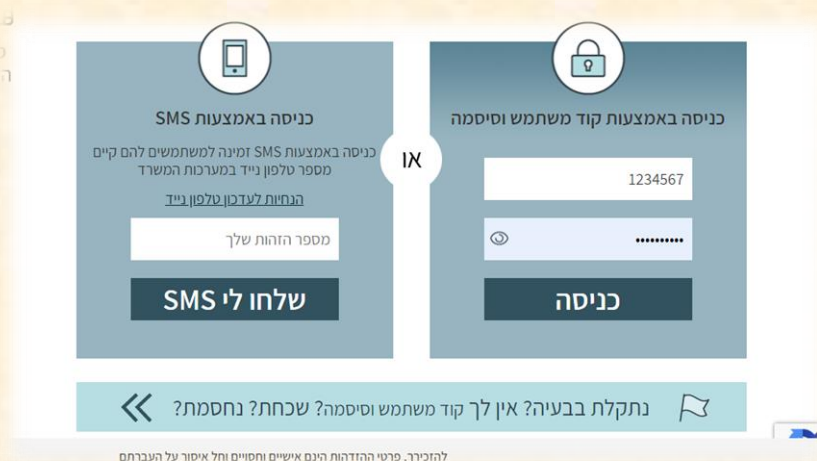 כניסה באמצעות קוד משתמש וסיסמה
1234567
כניסה
או
כניסה באמצעות SMS
כניסה באמצעות SMS זמינה למשתמשים להם קיים
מספר טלפון נייד במערכות המשרד
הנחיות לעדכון טלפון נייד
מספר הזהות שלך
שלחו לי SMS
נתקלת בבעיה? אין לך קוד משתמש וסיסמה? שכחת? נחסמת?
להזכירך, פרטי ההזדהות הינם אישיים וחסויים וחל איסור על העברתם